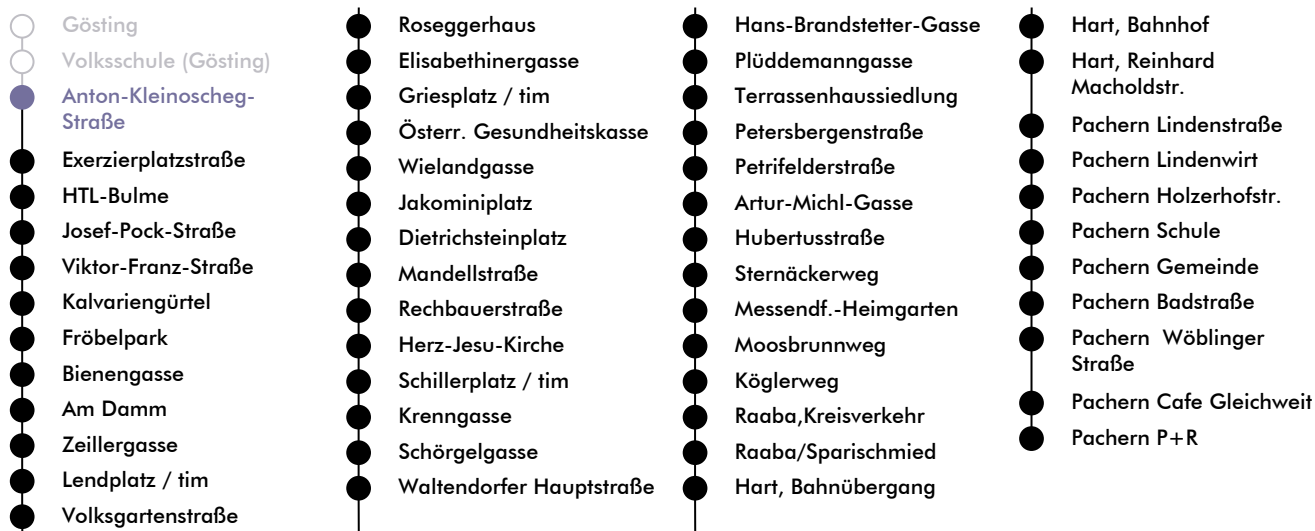 Gösting
Volksschule (Gösting)
Anton-Kleinoscheg-
Straße
Exerzierplatzstraße
HTL-Bulme
Josef-Pock-Straße
Viktor-Franz-Straße
Kalvariengürtel
Fröbelpark
Bienengasse
Am Damm
Zeillergasse
Lendplatz / tim
Volksgartenstraße
Roseggerhaus
Elisabethinergasse
Griesplatz / tim
Österr. Gesundheitskasse
Wielandgasse
Jakominiplatz
Dietrichsteinplatz
Mandellstraße
Rechbauerstraße
Herz-Jesu-Kirche
Schillerplatz / tim
Krenngasse
Schörgelgasse
Waltendorfer Hauptstraße
Hans-Brandstetter-Gasse
Plüddemanngasse
Terrassenhaussiedlung
Petersbergenstraße
Petrifelderstraße
Artur-Michl-Gasse
Hubertusstraße
Sternäckerweg
Messendf.-Heimgarten
Moosbrunnweg
Köglerweg
Raaba,Kreisverkehr
Raaba/Sparischmied
Hart, Bahnübergang
Hart, Bahnhof
Hart, Reinhard
Macholdstr.
Pachern Lindenstraße
Pachern Lindenwirt
Pachern Holzerhofstr.
Pachern Schule
Pachern Gemeinde
Pachern Badstraße
Pachern  Wöblinger
Straße
Pachern Cafe Gleichweit
Pachern P+R